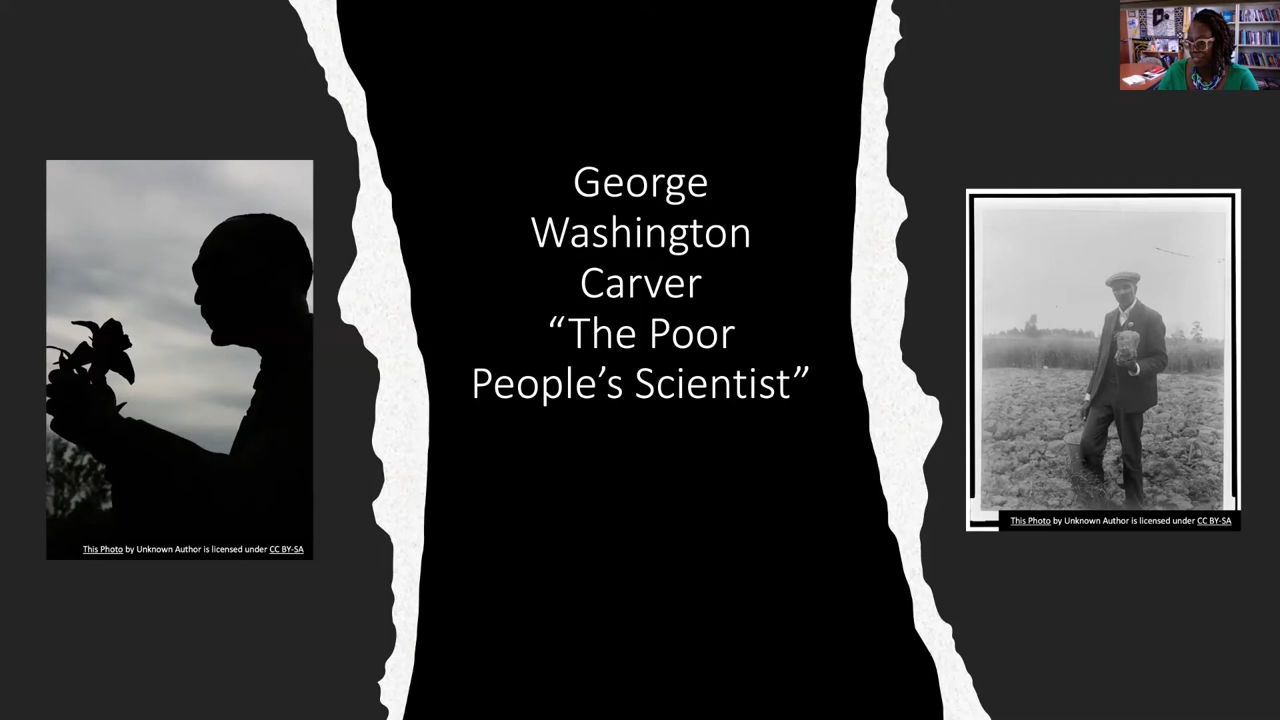 George
Washington
Carver
“The Poor
People’s Scientist”
This Photo by Unknown Author is licensed under CC BY-SA
This Photo by Unknown Author is licensed under CC BY-SA